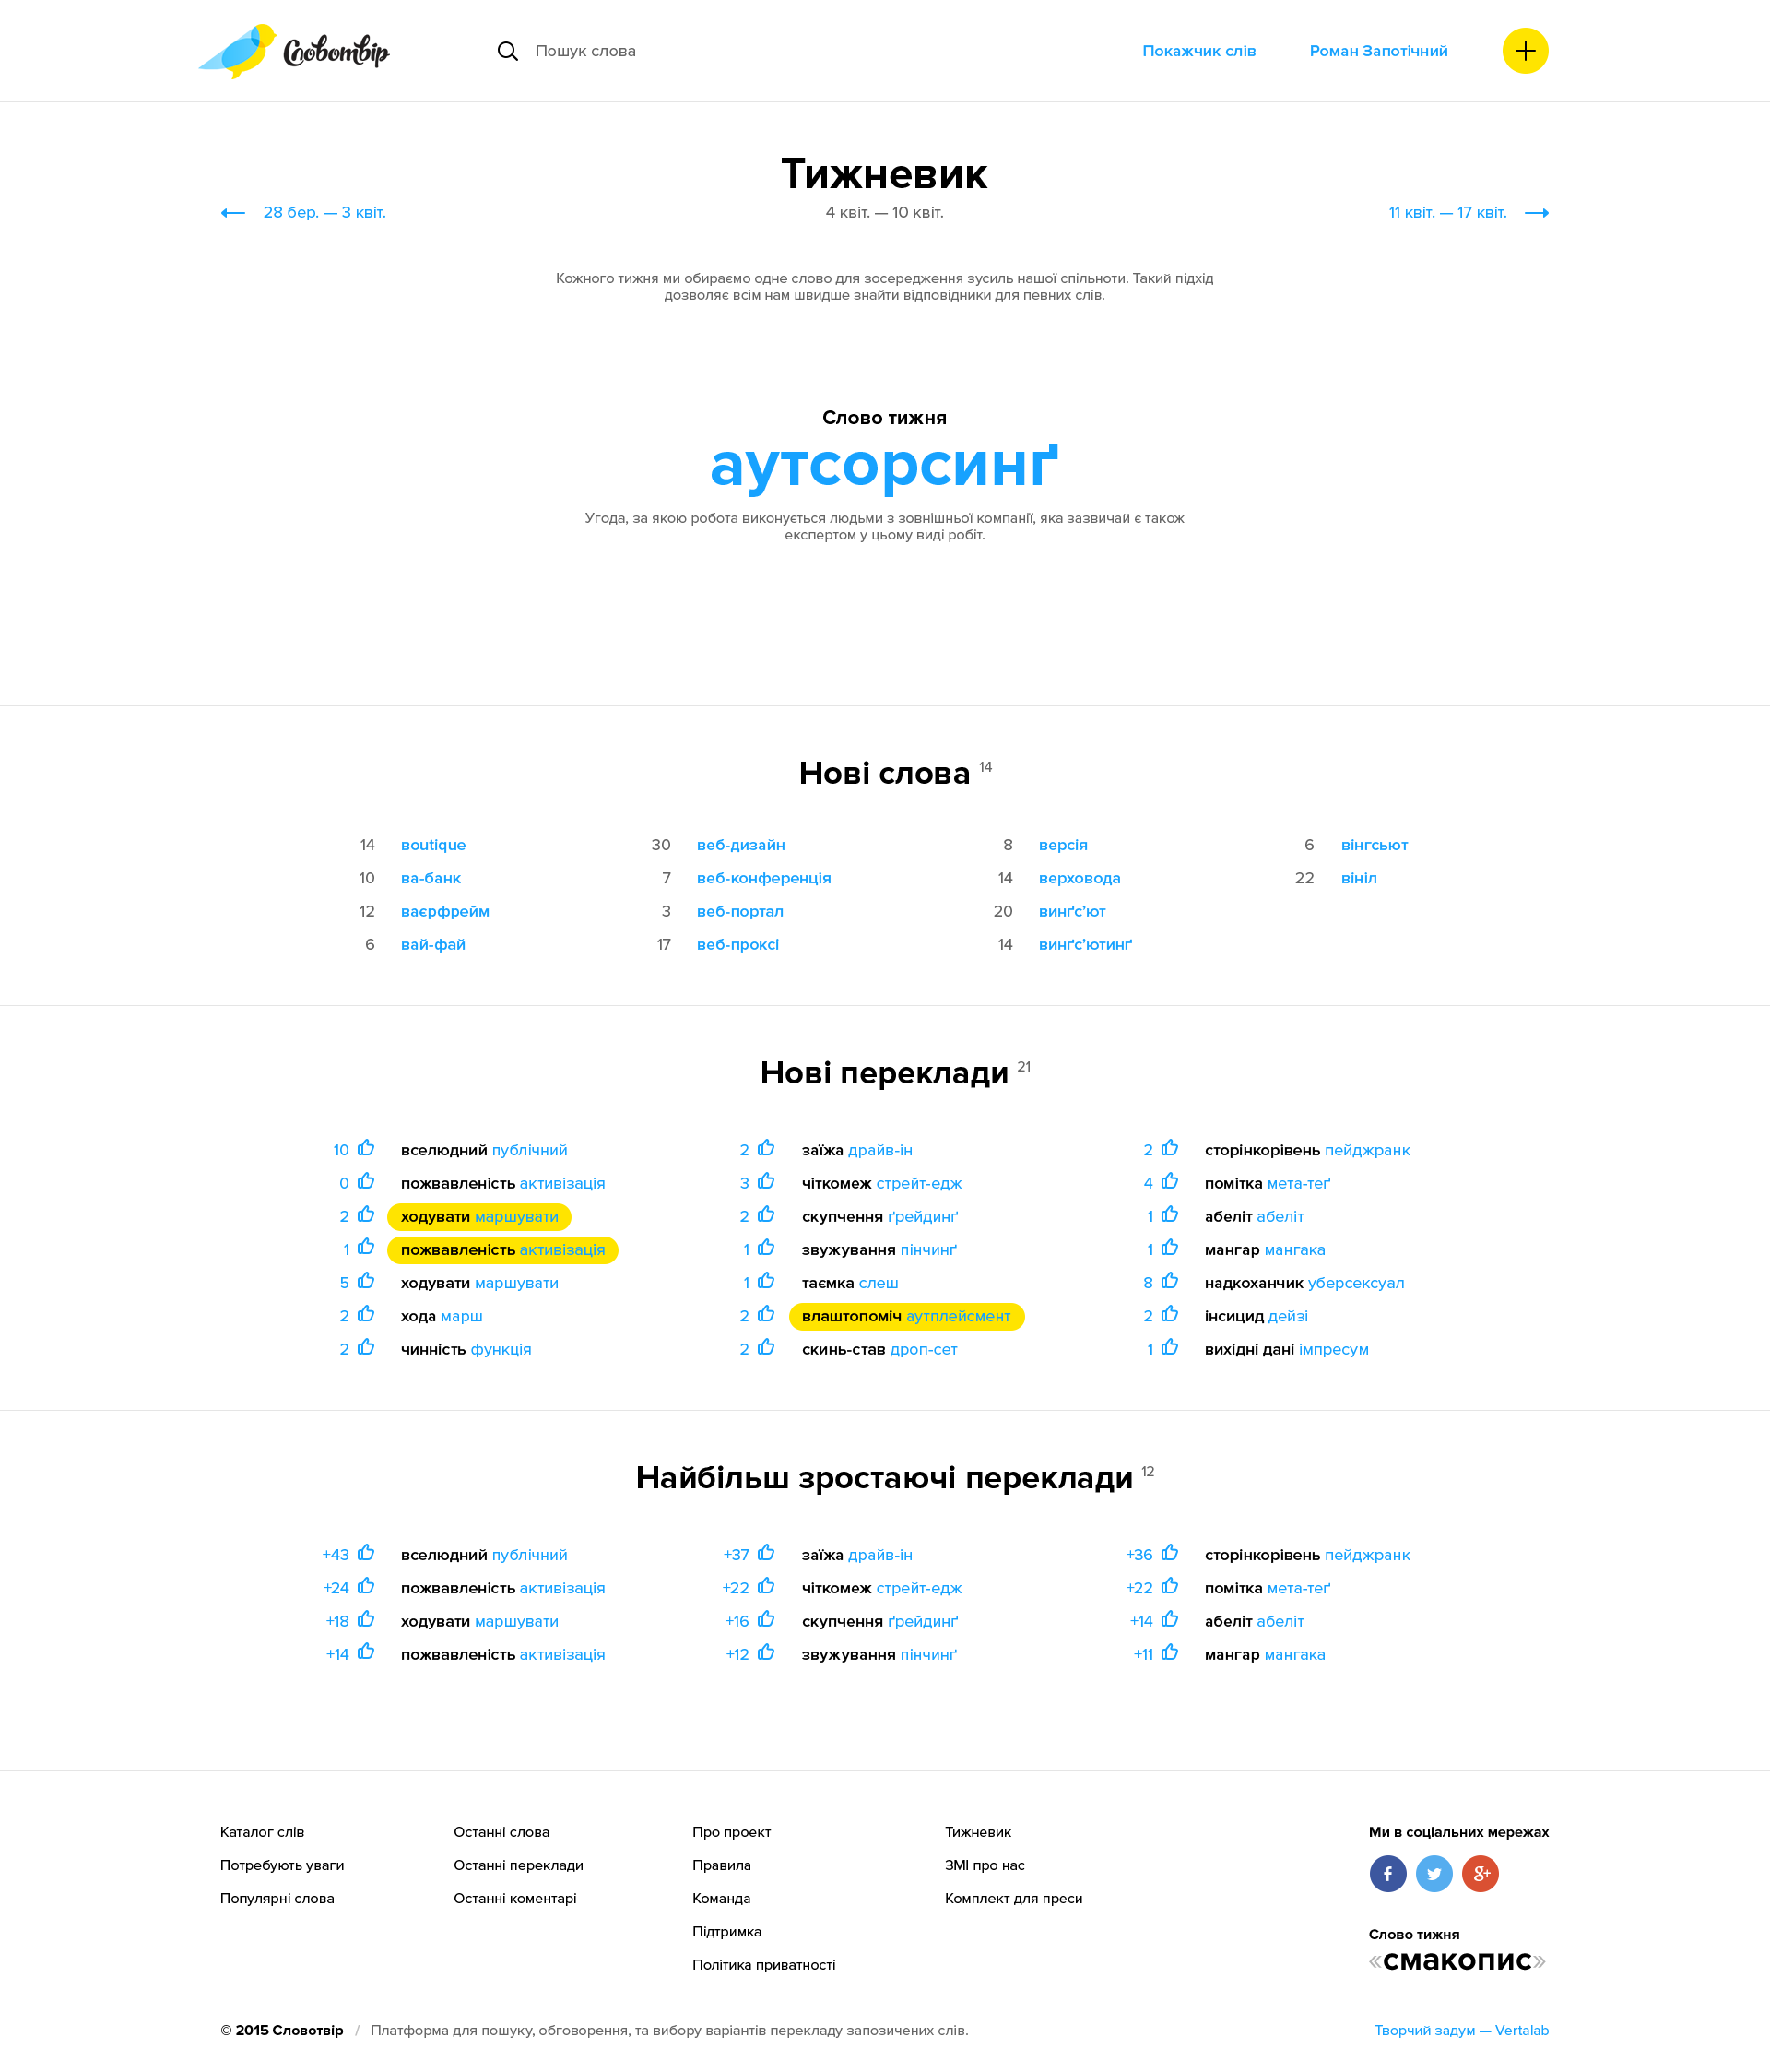 Словотвір
Пошук слова
Покажчик слів
Роман Запотічний
Тижневик
28 бер. — 3 квіт.
4 квіт. — 10 квіт.
11 квіт. — 17 квіт.
Кожного тижня ми обираємо одне слово для зосередження зусиль нашої спільноти. Такий підхід
дозволяє всім нам швидше знайти відповідники для певних слів.
Слово тижня
аутсорсинґ
Угода, за якою робота виконується людьми з зовнішньої компанії, яка зазвичай є також
експертом у цьому виді робіт.
Нові слова 14
14 воutique
10 ва-банк
12 ваєрфрейм
6 вай-фай
30 веб-дизайн
7 веб-конференція
3 веб-портал
17 веб-проксі
8 версія
14 верховода
20 винґс’ют
14 винґс’ютинґ
6 вінгсьют
22 вініл
Нові переклади 21
10 вселюдний публічний
0 пожвавленість активізація
2 ходувати маршувати
1 пожвавленість активізація
5 ходувати маршувати
2 хода марш
2 чинність функція
2 заїжа драйв-ін
3 чіткомеж стрейт-едж
2 скупчення ґрейдинґ
1 звужування пінчинґ
1 таємка слеш
2 влаштопоміч аутплейсмент
2 скинь-став дроп-сет
2 сторінкорівень пейджранк
4 помітка мета-теґ
1 абеліт абеліт
1 мангар мангака
8 надкоханчик уберсексуал
2 інсицид дейзі
1 вихідні дані імпресум
Найбільш зростаючі переклади 12
+43 вселюдний публічний
+24 пожвавленість активізація
+18 ходувати маршувати
+14 пожвавленість активізація
+37 заїжа драйв-ін
+22 чіткомеж стрейт-едж
+16 скупчення ґрейдинґ
+12 звужування пінчинґ
+36 сторінкорівень пейджранк
+22 помітка мета-теґ
+14 абеліт абеліт
+11 мангар мангака
Каталог слів
Потребують уваги
Популярні слова
Останні слова
Останні переклади
Останні коментарі
Про проект
Правила
Команда
Підтримка
Політика приватності
Тижневик
ЗМІ про нас
Комплект для преси
Ми в соціальних мережах
f
g+
Слово тижня
«смакопис»
© 2015 Словотвір / Платформа для пошуку, обговорення, та вибору варіантів перекладу запозичених слів.
Творчий задум — Vertalab